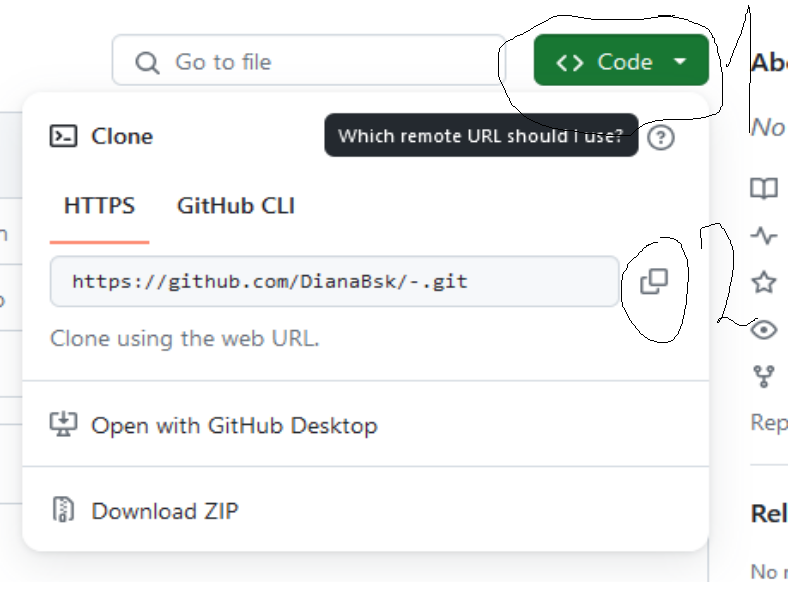 Go to file
Code
Clone
Which remote URL should i use?
HTTPS GitHub CLI
https://github.com/DianaBsk/-.git
Clone using the web URL.
Open with GitHub Desktop
Download ZIP
1
2
Ab
No
Rep
Rel
No